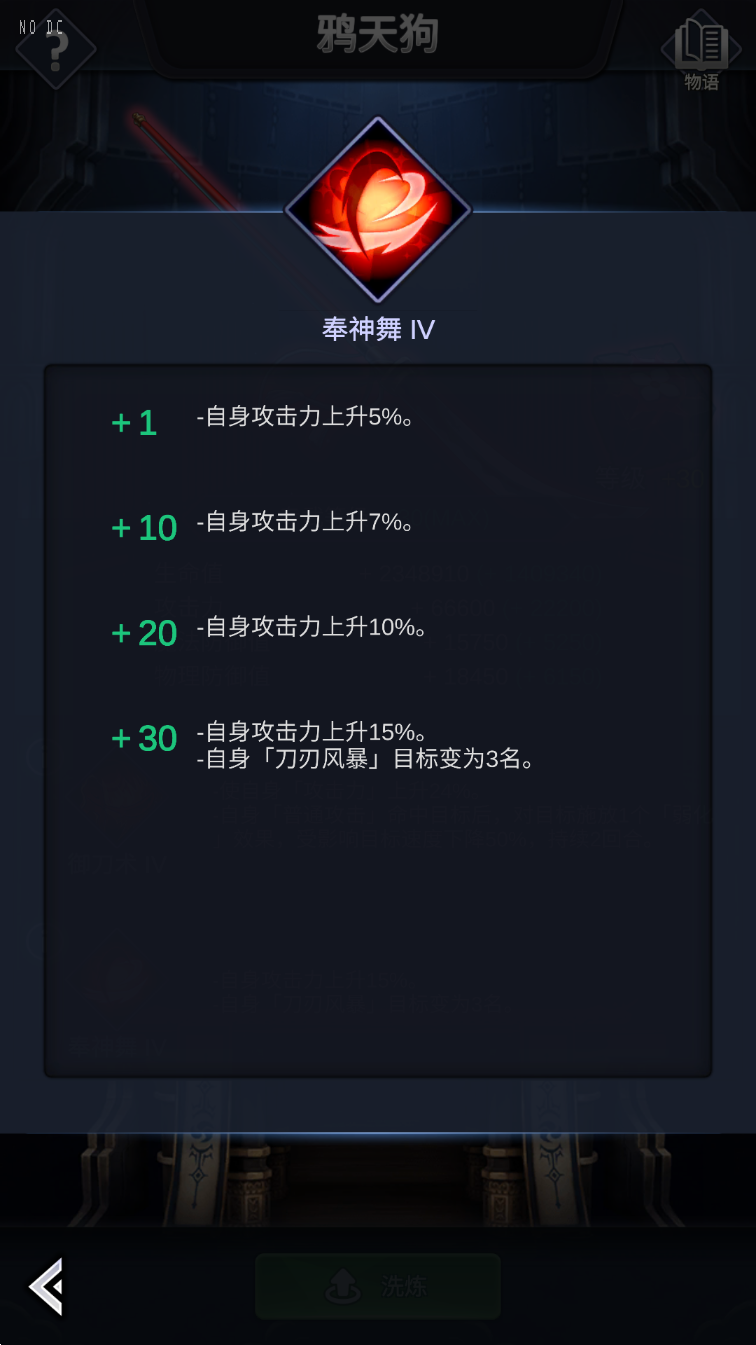 NO DC
?
鸦天狗
物语
奉神舞 IV
+1
-自身攻击力上升5%。
+10
-自身攻击力上升7%。
+20
-自身攻击力上升10%。
+30
-自身攻击力上升15%。
-自身「刀刃风暴」目标变为3名。
洗炼